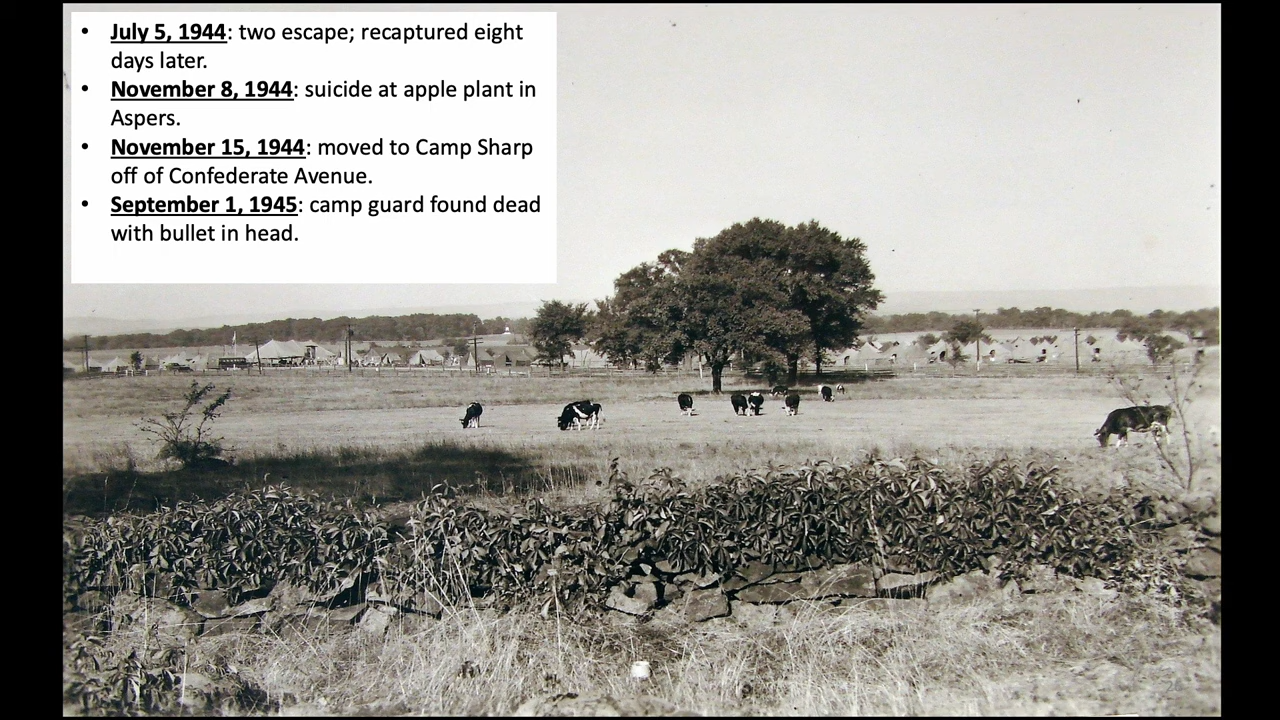 • July 5, 1944: two escape; recaptured eight
days later.
• November 8, 1944: suicide at apple plant in
Aspers.
• November 15, 1944: moved to Camp Sharp
off of Confederate Avenue.
• September 1, 1945: camp guard found dead
with bullet in head.